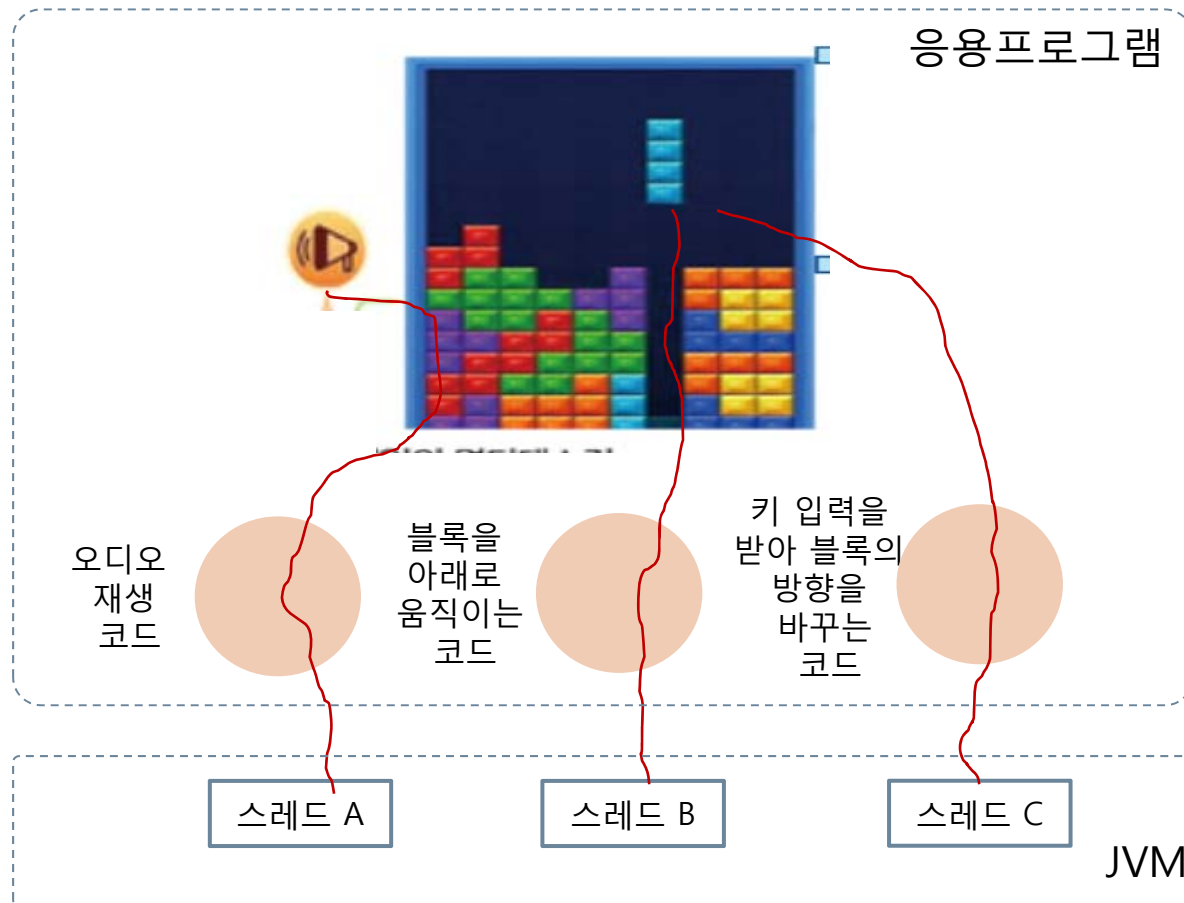 응용프로그램
오디오
재생
코드
블록을
아래로
움직이는
코드
키 입력을
받아 블록의
방향을
바꾸는
코드
스레드 A
스레드 B
스레드 C
JVM